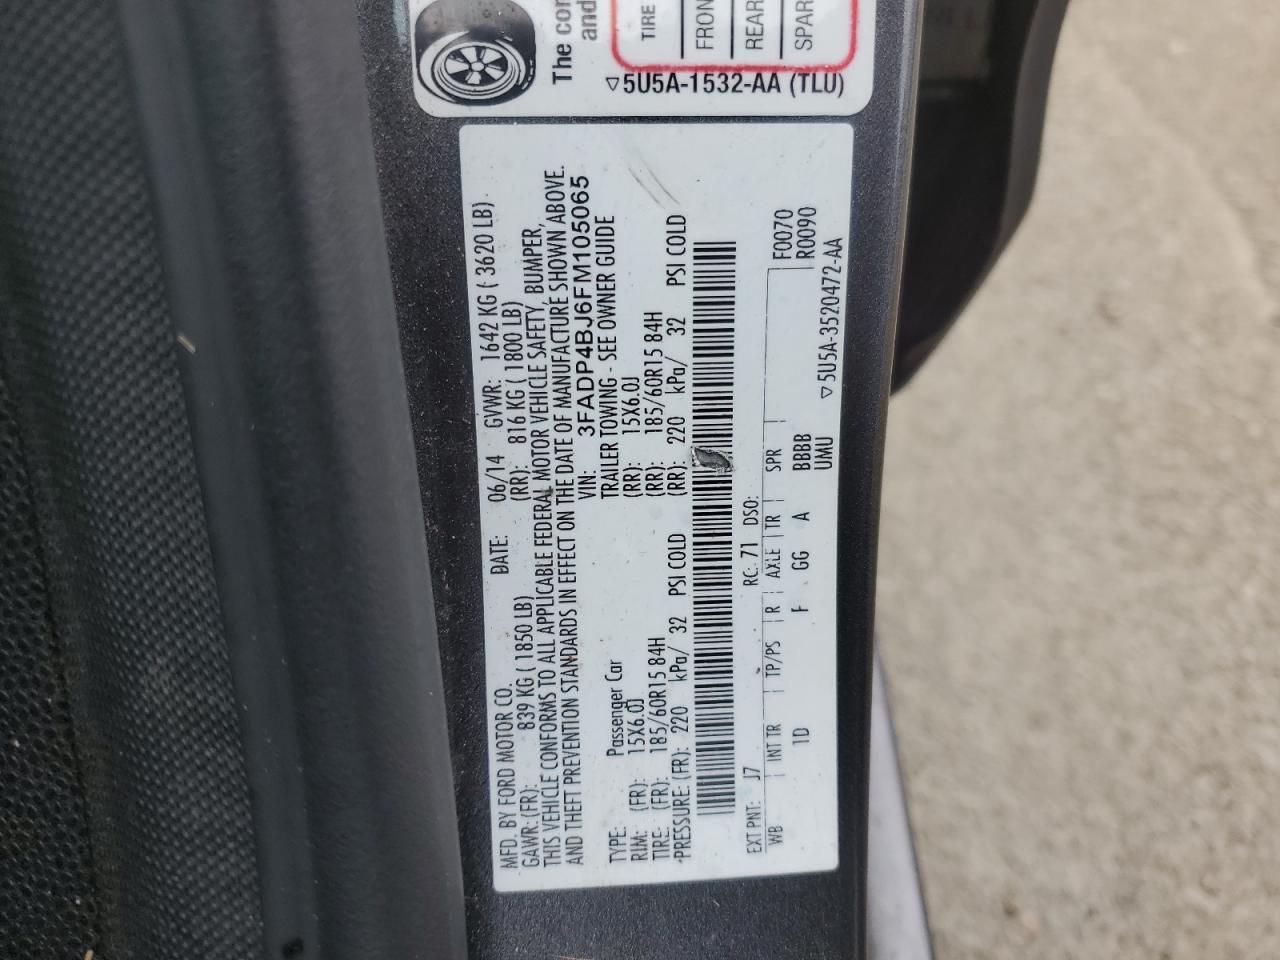 The con
and
TIRE
FRON
REAR
SPAR
5U5A-1532-AA (TLU)
MFD. BY FORD MOTOR CO. DATE: 06/14 GVWR: 1642 KG ( 3620 LB)
GAWR: (FR): 839 KG ( 1850 LB) (RR): 816 KG ( 1800 LB)
THIS VEHICLE CONFORMS TO ALL APPLICABLE FEDERAL MOTOR VEHICLE SAFETY, BUMPER,
AND THEFT PREVENTION STANDARDS IN EFFECT ON THE DATE OF MANUFACTURE SHOWN ABOVE.
VIN: 3FADP4BJ6FM105065
TYPE: Passenger Car TRAILER TOWING - SEE OWNER GUIDE
RIM: (FR): 15X6.0J (RR): 15X6.0J
TIRE: (FR): 185/60R15 84H (RR): 185/60R15 84H
PRESSURE: (FR): 220 kPa/ 32 PSI COLD (RR): 220 kPa/ 32 PSI COLD
EXT PNT: J7 RC: 71 DSO: F0070
WB INT TR TP/PS R AXLE TR SPR R0090
1D F GG A BBBB
UMU
5U5A-3520472-AA